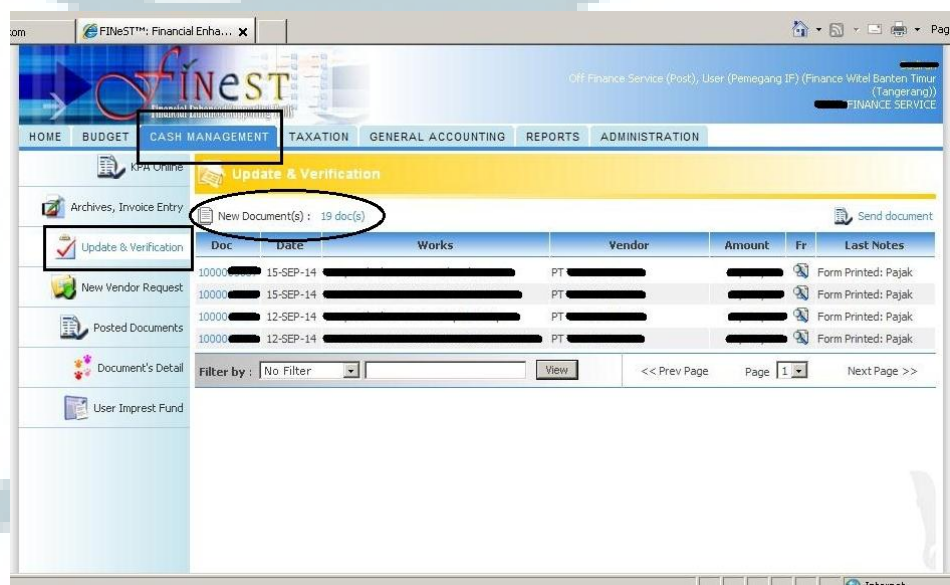 com
FINeST™: Financial Enha... X
Pag
FINeST
Financial Enhanced Supporting Tools
Off Finance Service (Post), User (Pemegang IF) (Finance Witel Banten Timur
(Tangerang))
FINANCE SERVICE
HOME BUDGET CASH MANAGEMENT TAXATION GENERAL ACCOUNTING REPORTS ADMINISTRATION
KPA Online
Update & Verification
Archives, Invoice Entry
New Document(s) : 19 doc(s)
Send document
Update & Verification
Doc Date Works Vendor Amount Fr Last Notes
10000 15-SEP-14 PT Form Printed: Pajak
10000 15-SEP-14 PT Form Printed: Pajak
10000 12-SEP-14 PT Form Printed: Pajak
10000 12-SEP-14 PT Form Printed: Pajak
New Vendor Request
Posted Documents
Document's Detail
Filter by : No Filter View << Prev Page Page 1 Next Page >>
User Imprest Fund
Internet